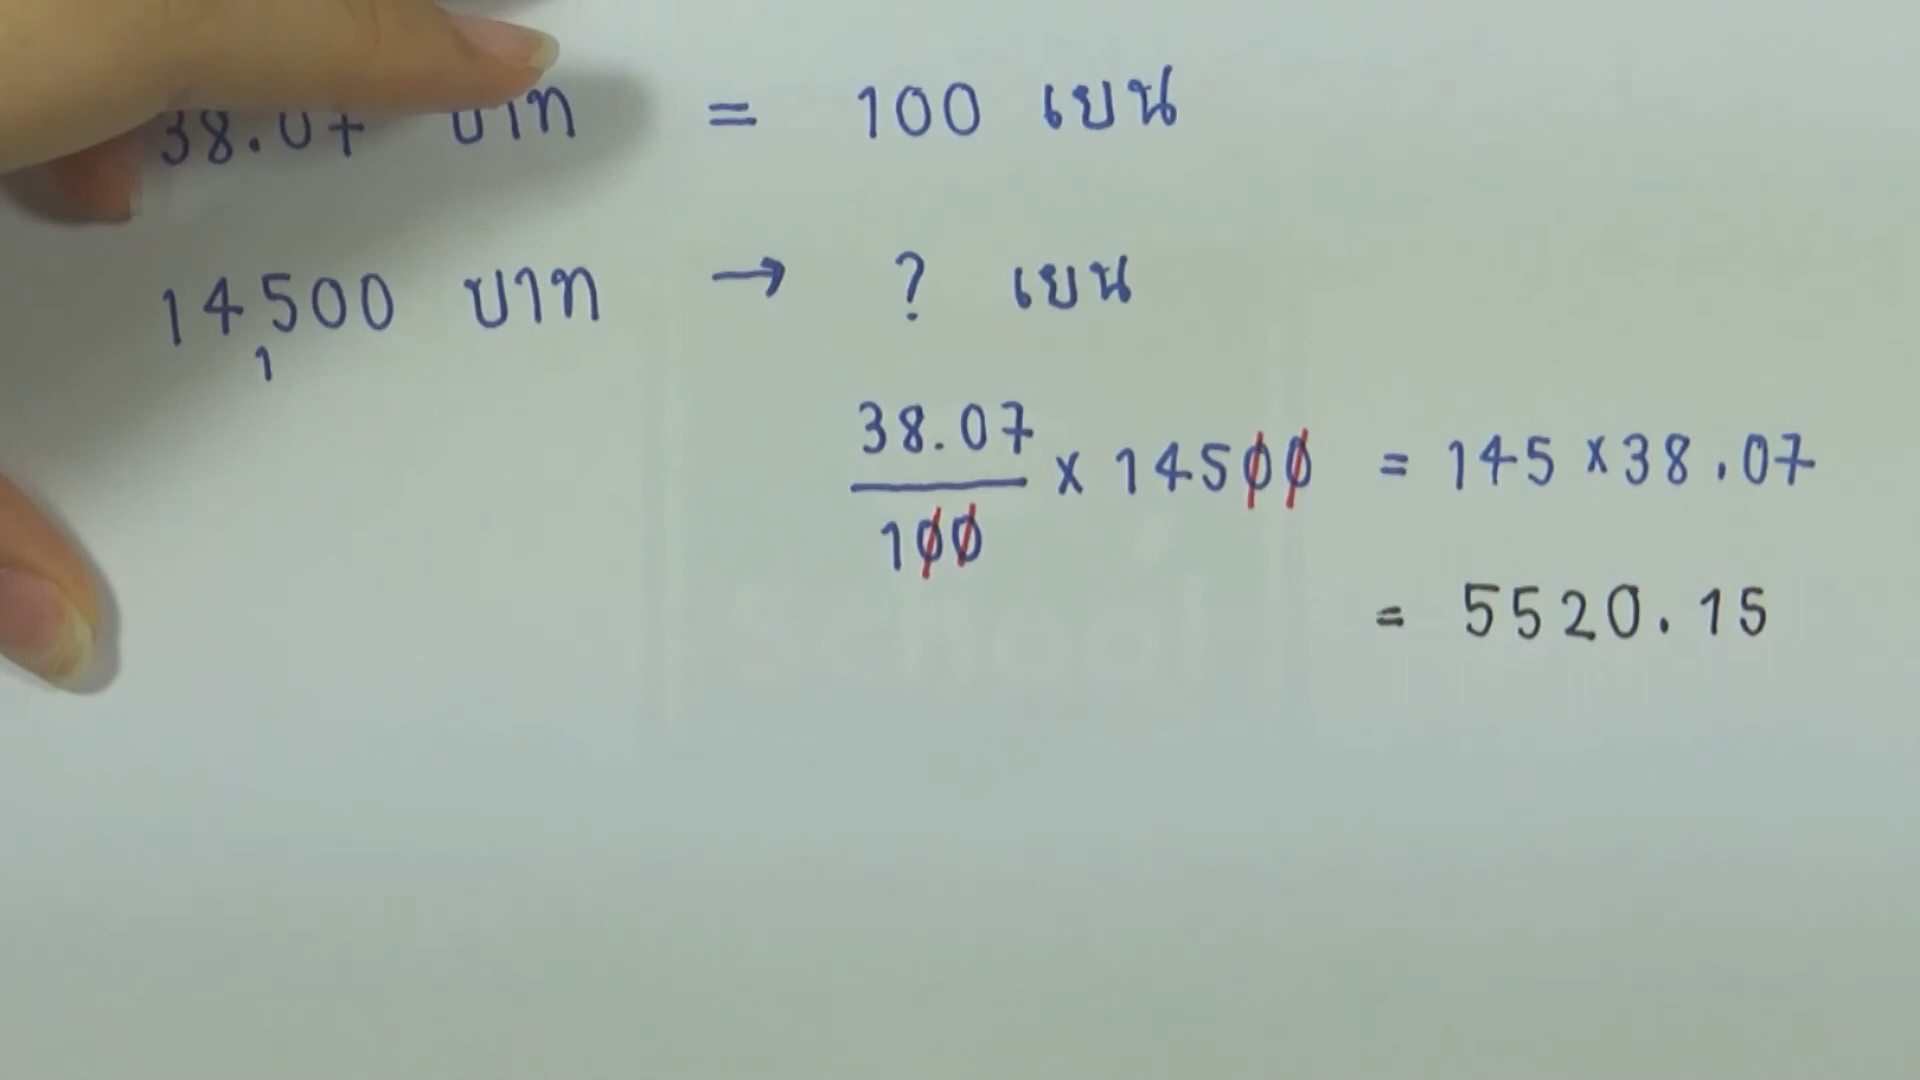 38.07 บาท = 100 เยน
14,500 บาท → ? เยน
38.07
100
× 14500 = 145 × 38.07
= 5520.15
School